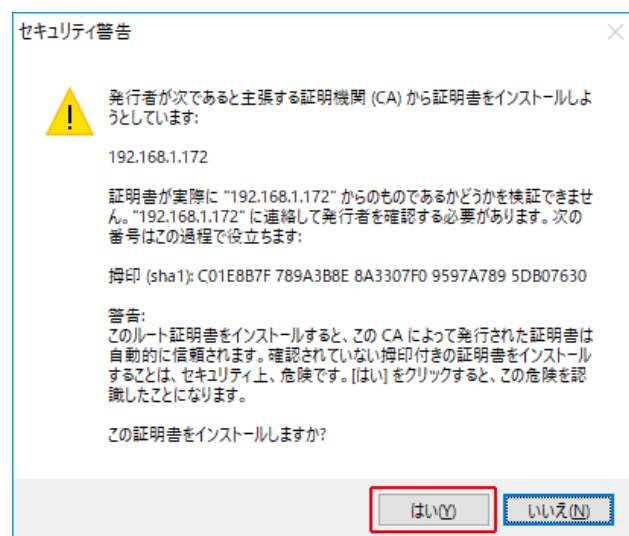 セキュリティ警告
発行者が次であると主張する証明機関 (CA) から証明書をインストールしよ
うとしています:
192.168.1.172
証明書が実際に "192.168.1.172" からのものであるかどうかを検証できませ
ん。"192.168.1.172" に連絡して発行者を確認する必要があります。次の
番号はこの過程で役立ちます:
拇印 (sha1): C01E8B7F 789A3B8E 8A3307F0 9597A789 5DB07630
警告:
このルート証明書をインストールすると、この CA によって発行された証明書は
自動的に信頼されます。確認されていない拇印付きの証明書をインストール
することは、セキュリティ上、危険です。[はい] をクリックすると、この危険を認
識したことになります。
この証明書をインストールしますか?
はい(Y)
いいえ(N)